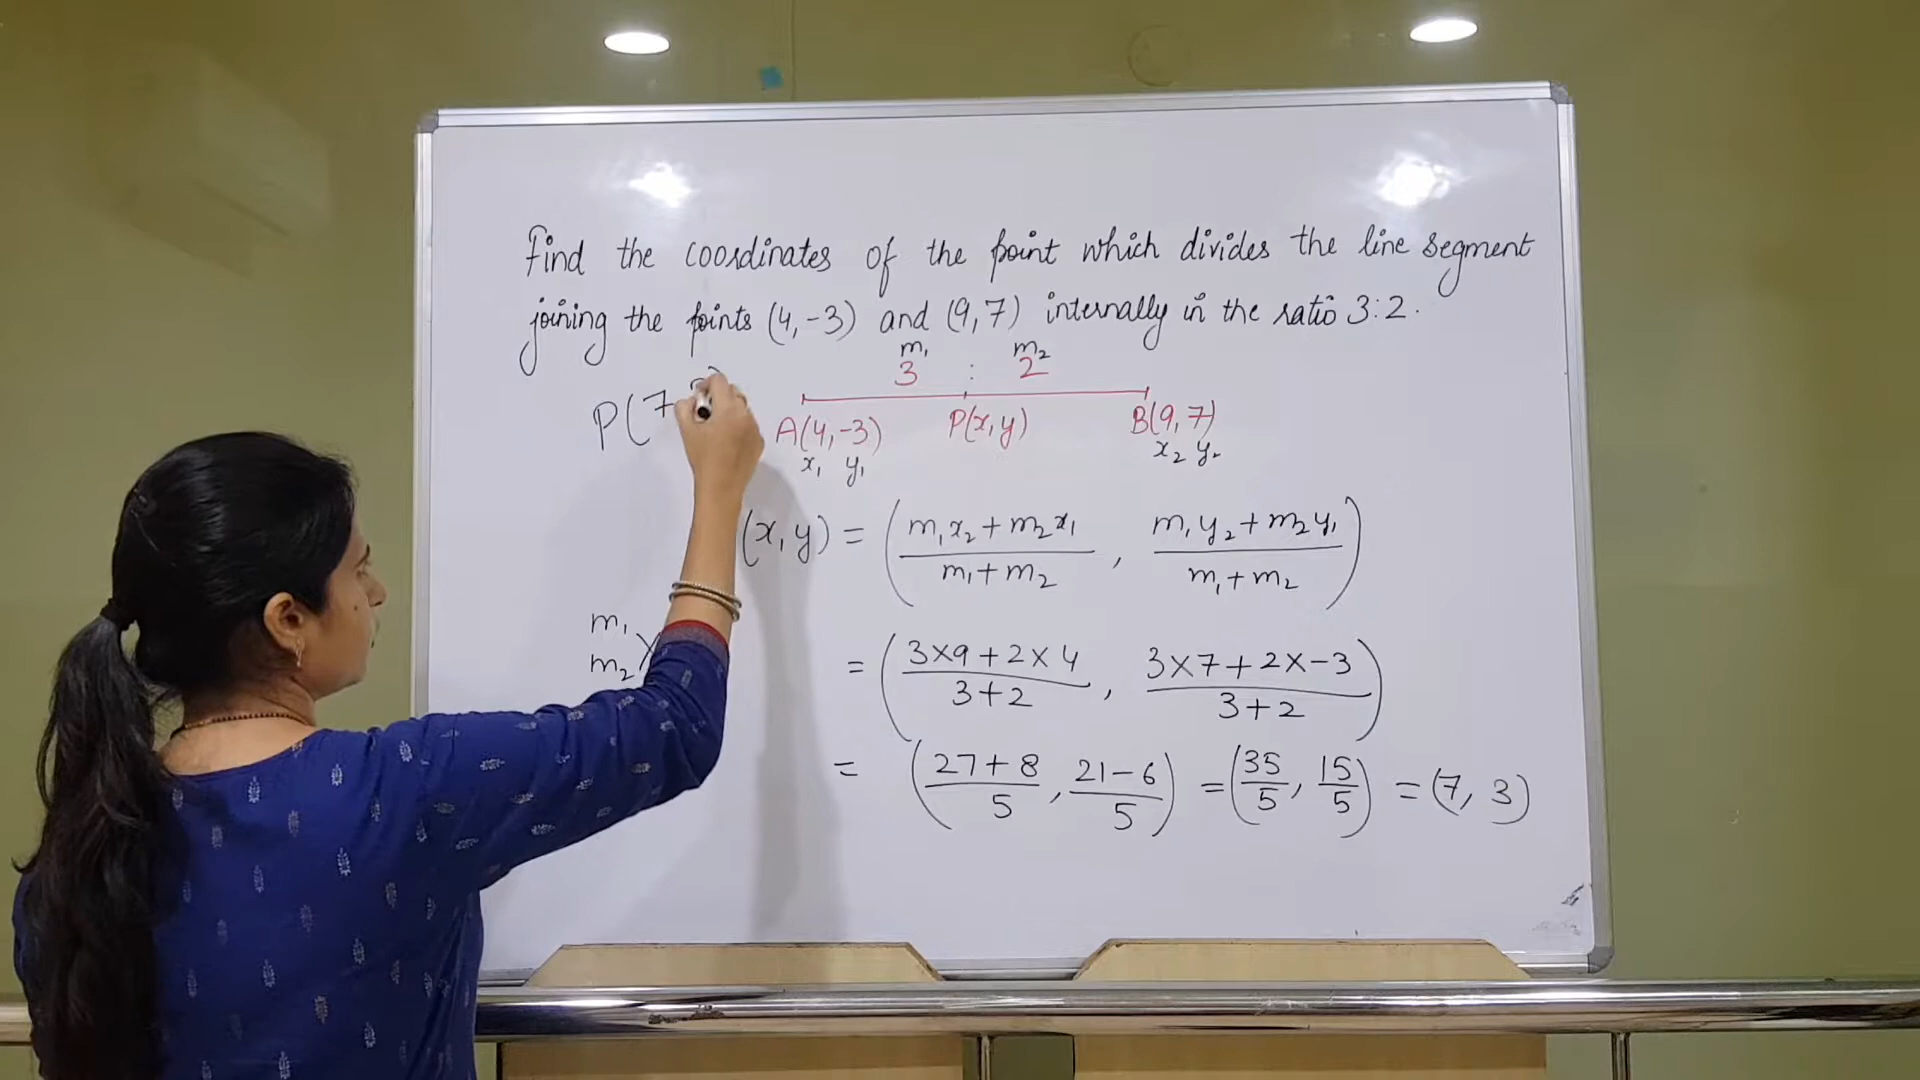 Find the coordinates of the point which divides the line segment
joining the points (4,-3) and (9,7) internally in the ratio 3:2.
m₁ m₂
3 : 2
P(7
A(4,-3) P(x,y) B(9,7)
x₁ y₁ x₂ y₂
(x,y) = ( (m₁x₂+m₂x₁)/(m₁+m₂) , (m₁y₂+m₂y₁)/(m₁+m₂) )
m₁
m₂
= ( (3×9+2×4)/(3+2) , (3×7+2×-3)/(3+2) )
= ( (27+8)/5 , (21-6)/5 ) = ( 35/5 , 15/5 ) = (7, 3)